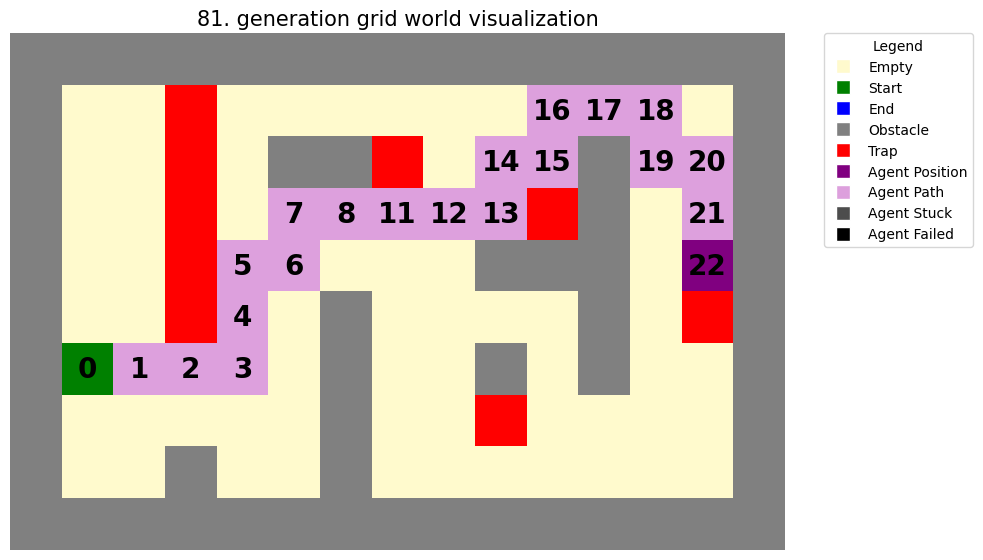 81. generation grid world visualization
16 17 18
14 15 19 20
7 8 11 12 13 21
5 6 22
4
0 1 2 3
Legend
Empty
Start
End
Obstacle
Trap
Agent Position
Agent Path
Agent Stuck
Agent Failed